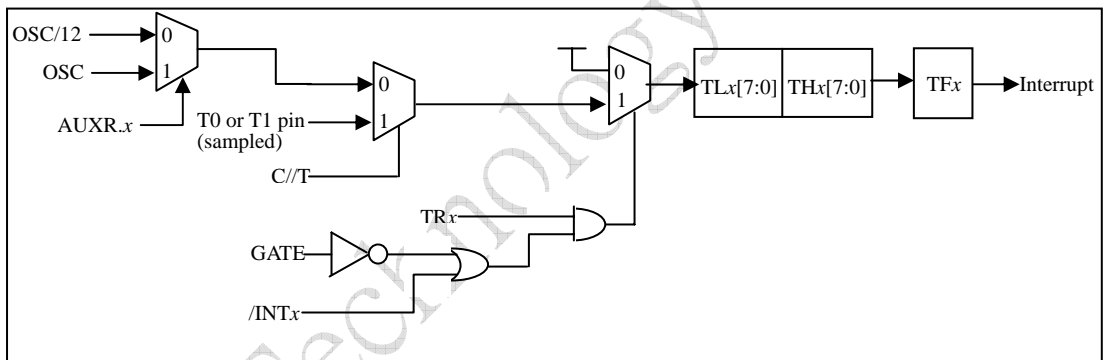 OSC/12
0
OSC
1
AUXR.x
0
T0 or T1 pin
(sampled)
1
C//T
0
1
TLx[7:0]
THx[7:0]
TFx
Interrupt
TRx
GATE
/INTx
Technology